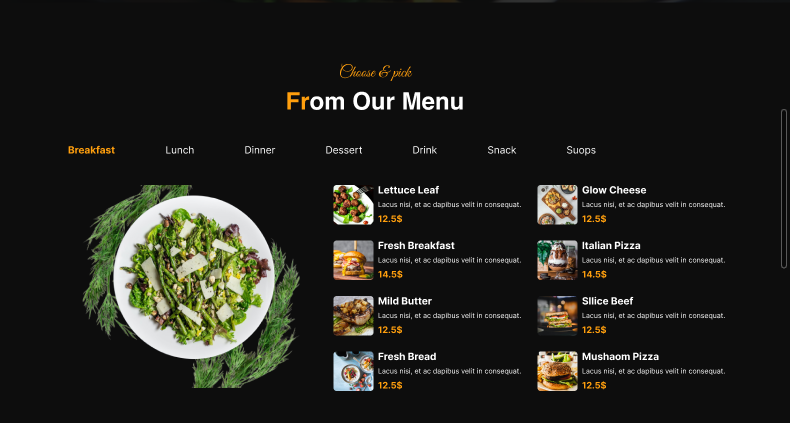 Choose & pick
From Our Menu
Breakfast Lunch Dinner Dessert Drink Snack Suops
Lettuce Leaf
Lacus nisi, et ac dapibus velit in consequat.
12.5$
Glow Cheese
Lacus nisi, et ac dapibus velit in consequat.
12.5$
Fresh Breakfast
Lacus nisi, et ac dapibus velit in consequat.
14.5$
Italian Pizza
Lacus nisi, et ac dapibus velit in consequat.
14.5$
Mild Butter
Lacus nisi, et ac dapibus velit in consequat.
12.5$
Sllice Beef
Lacus nisi, et ac dapibus velit in consequat.
12.5$
Fresh Bread
Lacus nisi, et ac dapibus velit in consequat.
12.5$
Mushaom Pizza
Lacus nisi, et ac dapibus velit in consequat.
12.5$